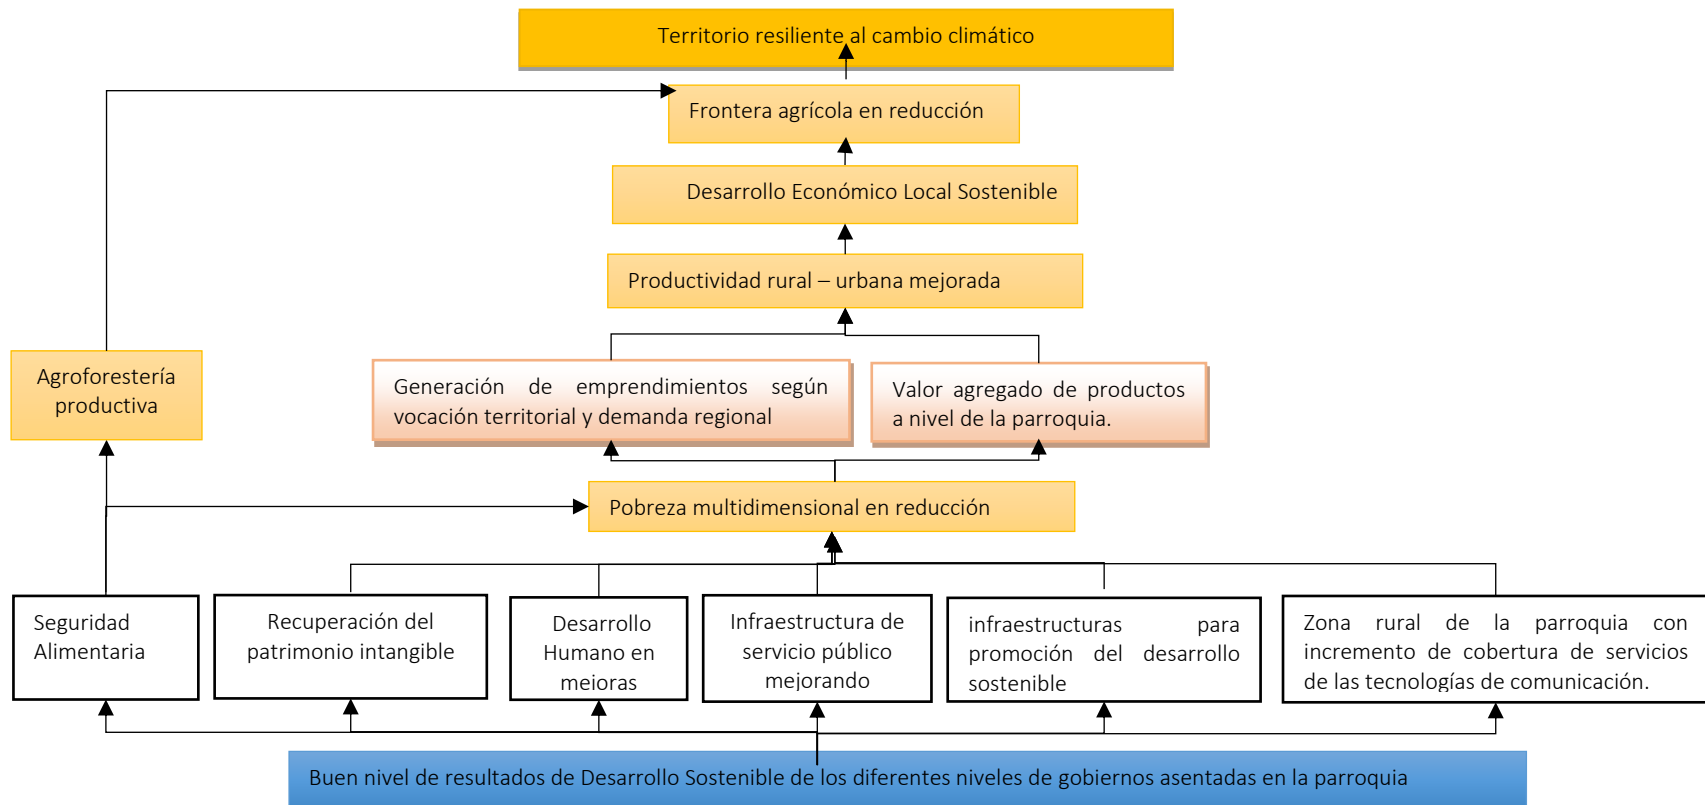 Territorio resiliente al cambio climático
Frontera agrícola en reducción
Desarrollo Económico Local Sostenible
Productividad rural – urbana mejorada
Agroforestería
productiva
Generación de emprendimientos según
vocación territorial y demanda regional
Valor agregado de productos
a nivel de la parroquia.
Pobreza multidimensional en reducción
Seguridad
Alimentaria
Recuperación del
patrimonio intangible
Desarrollo
Humano en
mejoras
Infraestructura de
servicio público
mejorando
infraestructuras para
promoción del desarrollo
sostenible
Zona rural de la parroquia con
incremento de cobertura de servicios
de las tecnologías de comunicación.
Buen nivel de resultados de Desarrollo Sostenible de los diferentes niveles de gobiernos asentadas en la parroquia